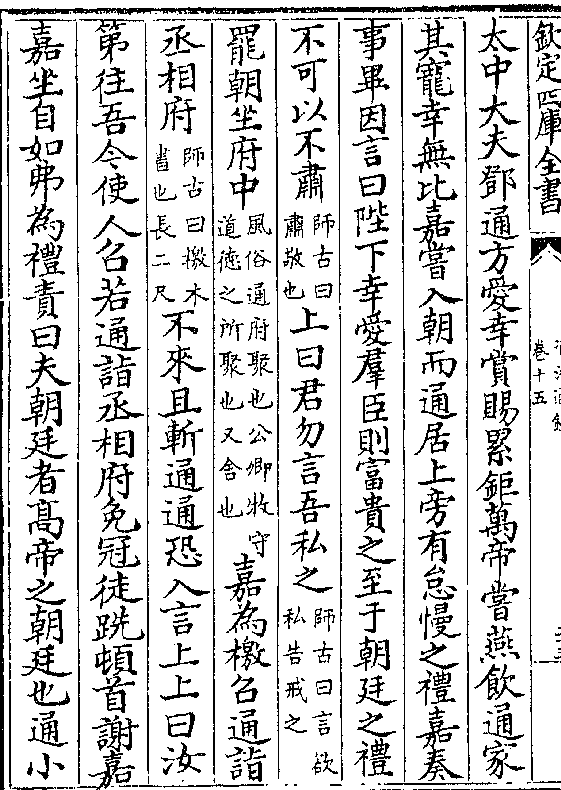 欽定四庫全書
卷十五
太中大夫鄧通方愛幸賞賜累鉅萬帝嘗燕飲通家
其寵幸無比嘉嘗入朝而通居上旁有怠慢之禮嘉奏
事畢因言曰陛下幸愛羣臣則富貴之至于朝廷之禮
不可以不肅師古曰肅敬也上曰君勿言吾私之師古曰言欲私告戒之
罷朝坐府中風俗通府聚也公卿牧守道徳之所聚也又舍也嘉為檄召通詣
丞相府師古曰檄木書也長二尺不來且斬通通恐入言上上曰汝
第往吾令使人召若通詣丞相府免冠徒跣頓首謝嘉
嘉坐自如弗為禮責曰夫朝廷者髙帝之朝廷也通小